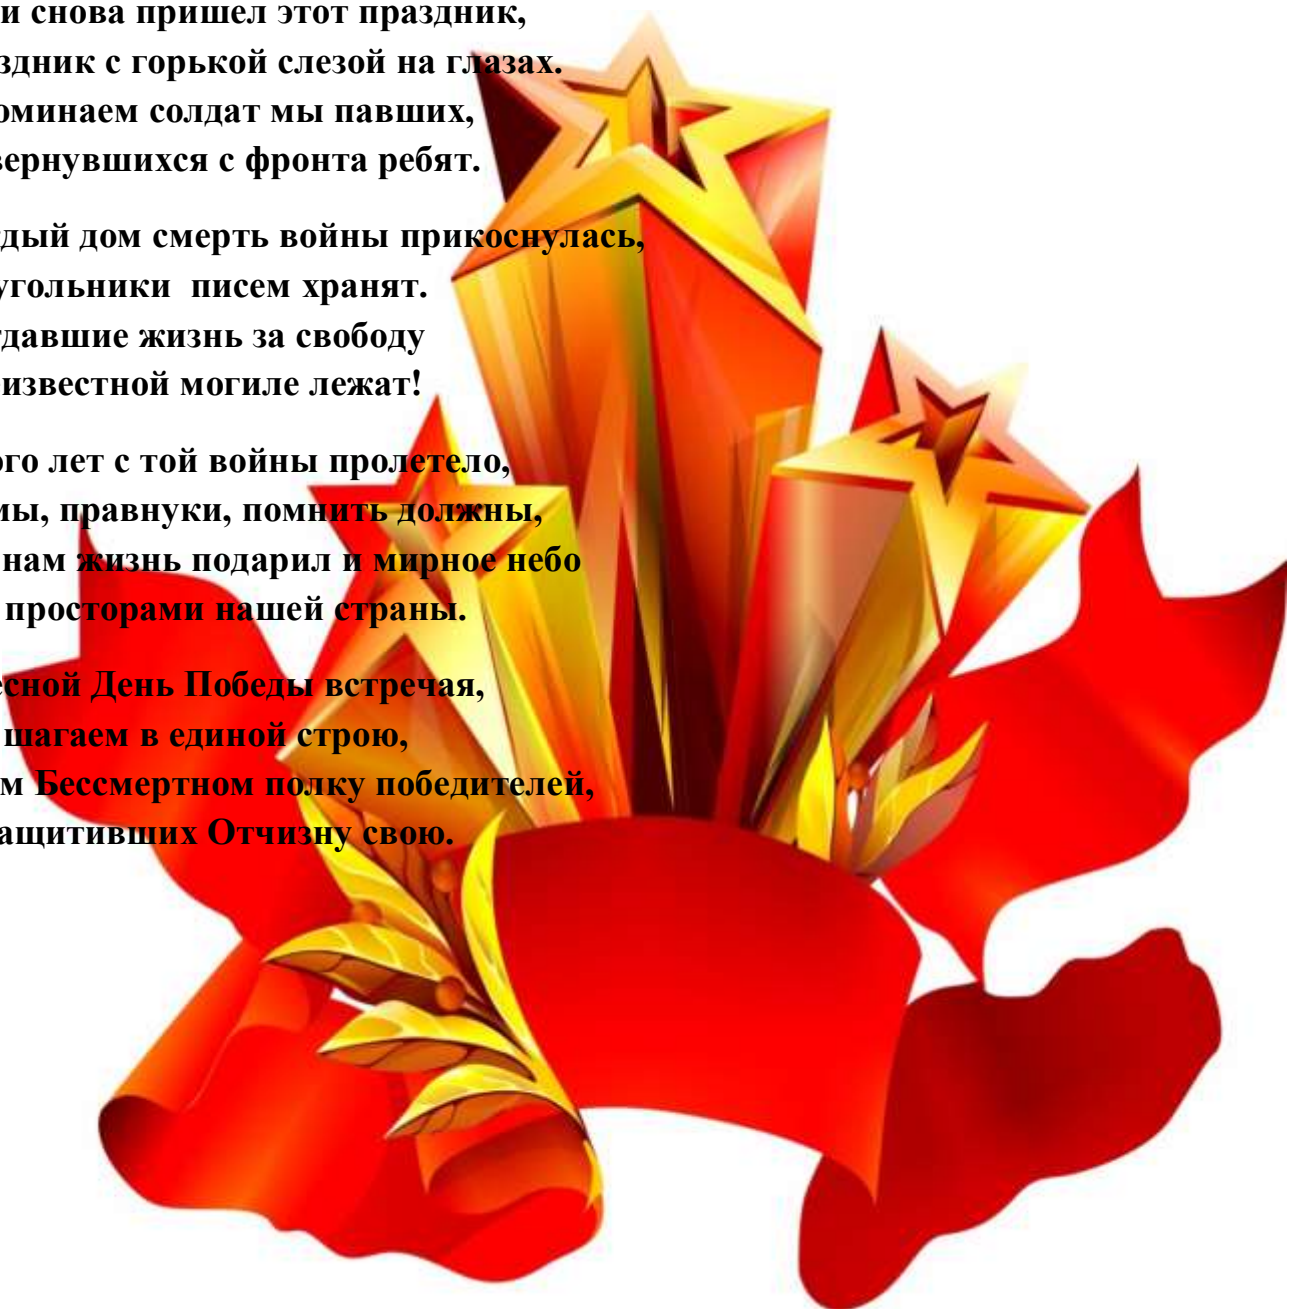 и снова пришел этот праздник,
здник с горькой слезой на глазах.
оминаем солдат мы павших,
вернувшихся с фронта ребят.
дый дом смерть войны прикоснулась,
угольники писем хранят.
тдавшие жизнь за свободу
известной могиле лежат!
ого лет с той войны пролетело,
мы, правнуки, помнить должны,
нам жизнь подарил и мирное небо
просторами нашей страны.
есной День Победы встречая,
шагаем в единой строю,
м Бессмертном полку победителей,
ащитивших Отчизну свою.